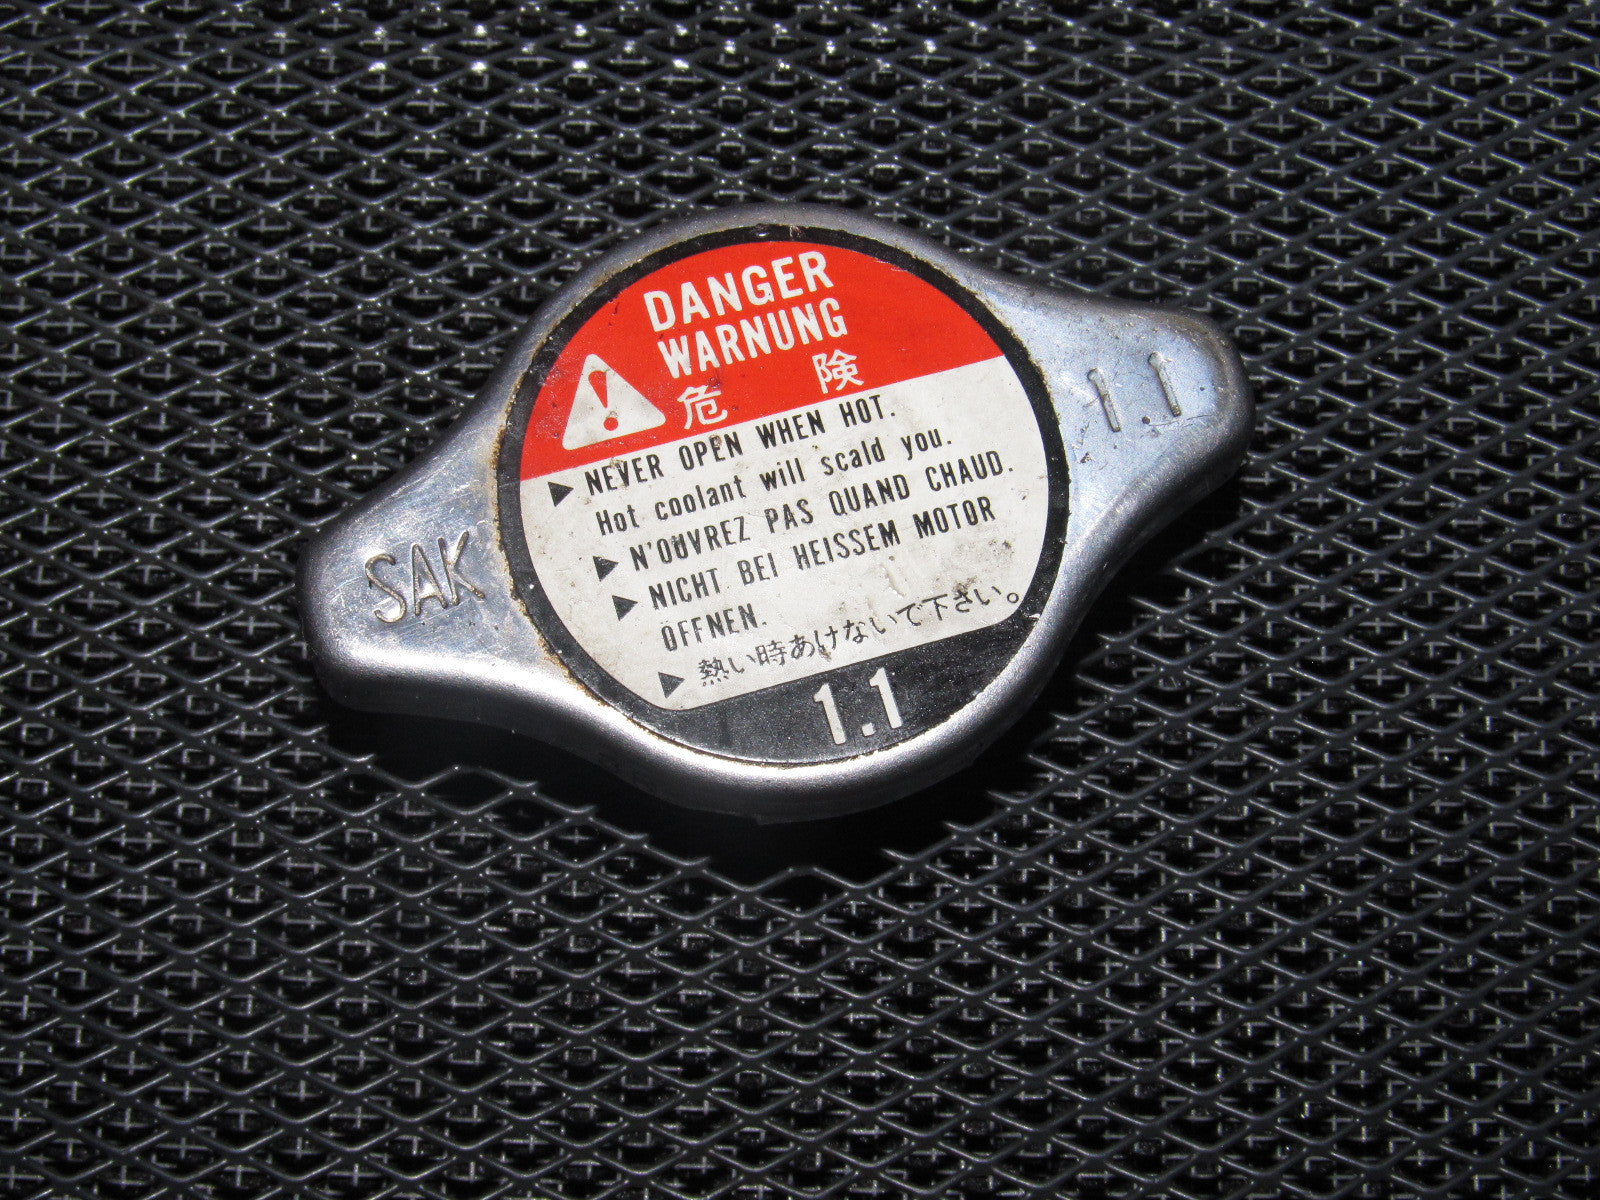 DANGER
WARNUNG
危 険
NEVER OPEN WHEN HOT.
Hot coolant will scald you.
N'OUVREZ PAS QUAND CHAUD.
NICHT BEI HEISSEM MOTOR
ÖFFNEN.
熱い時あけないで下さい。
1.1
SAK
1.1